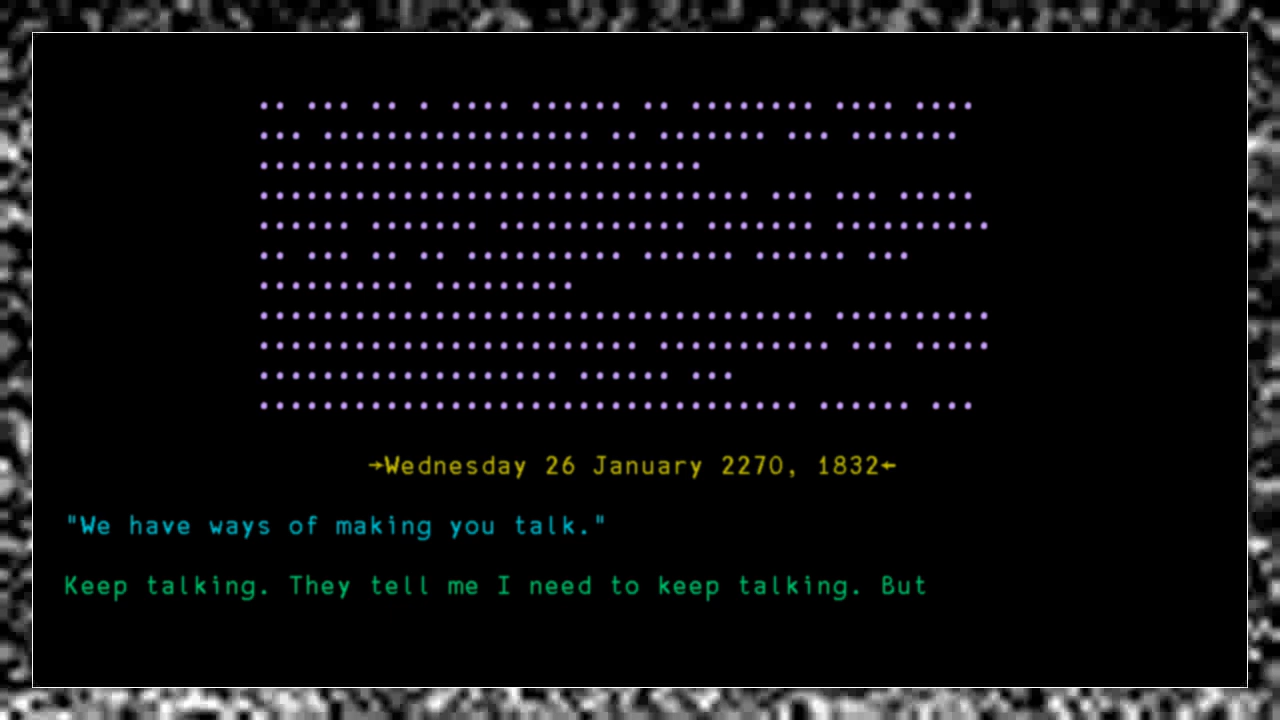 →Wednesday 26 January 2270, 1832←
"We have ways of making you talk."
Keep talking. They tell me I need to keep talking. But